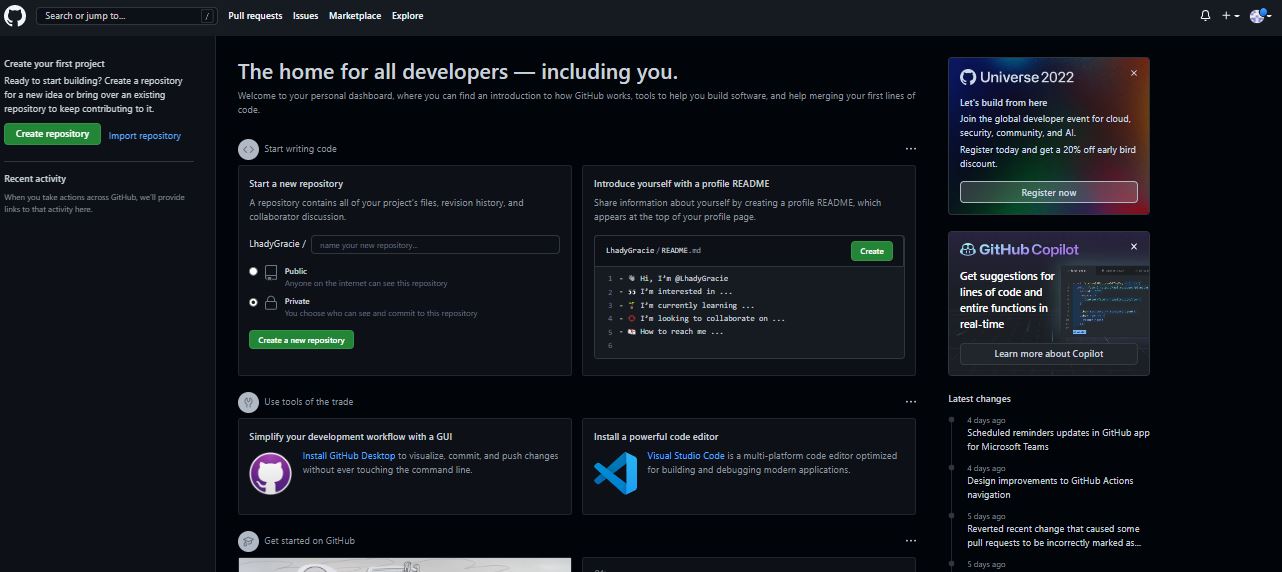 Search or jump to...
/
Pull requests
Issues
Marketplace
Explore
Create your first project
Ready to start building? Create a repository
for a new idea or bring over an existing
repository to keep contributing to it.
Create repository
Import repository
Recent activity
When you take actions across GitHub, we'll provide
links to that activity here.
The home for all developers — including you.
Welcome to your personal dashboard, where you can find an introduction to how GitHub works, tools to help you build software, and help merging your first lines of
code.
Start writing code
Start a new repository
A repository contains all of your project's files, revision history, and
collaborator discussion.
LhadyGracie /
name your new repository...
Public
Anyone on the internet can see this repository
Private
You choose who can see and commit to this repository
Create a new repository
Introduce yourself with a profile README
Share information about yourself by creating a profile README, which
appears at the top of your profile page.
LhadyGracie / README.md
Create
1 - 👋 Hi, I'm @LhadyGracie
2 - 👀 I'm interested in ...
3 - 🌱 I'm currently learning ...
4 - 💞️ I'm looking to collaborate on ...
5 - 📫 How to reach me ...
6
Use tools of the trade
Simplify your development workflow with a GUI
Install GitHub Desktop to visualize, commit, and push changes
without ever touching the command line.
Install a powerful code editor
Visual Studio Code is a multi-platform code editor optimized
for building and debugging modern applications.
Get started on GitHub
Universe 2022
Let's build from here
Join the global developer event for cloud,
security, community, and AI.
Register today and get a 20% off early bird
discount.
Register now
GitHub Copilot
Get suggestions for
lines of code and
entire functions in
real-time
Learn more about Copilot
Latest changes
4 days ago
Scheduled reminders updates in GitHub app
for Microsoft Teams
4 days ago
Design improvements to GitHub Actions
navigation
5 days ago
Reverted recent change that caused some
pull requests to be incorrectly marked as...
5 days ago